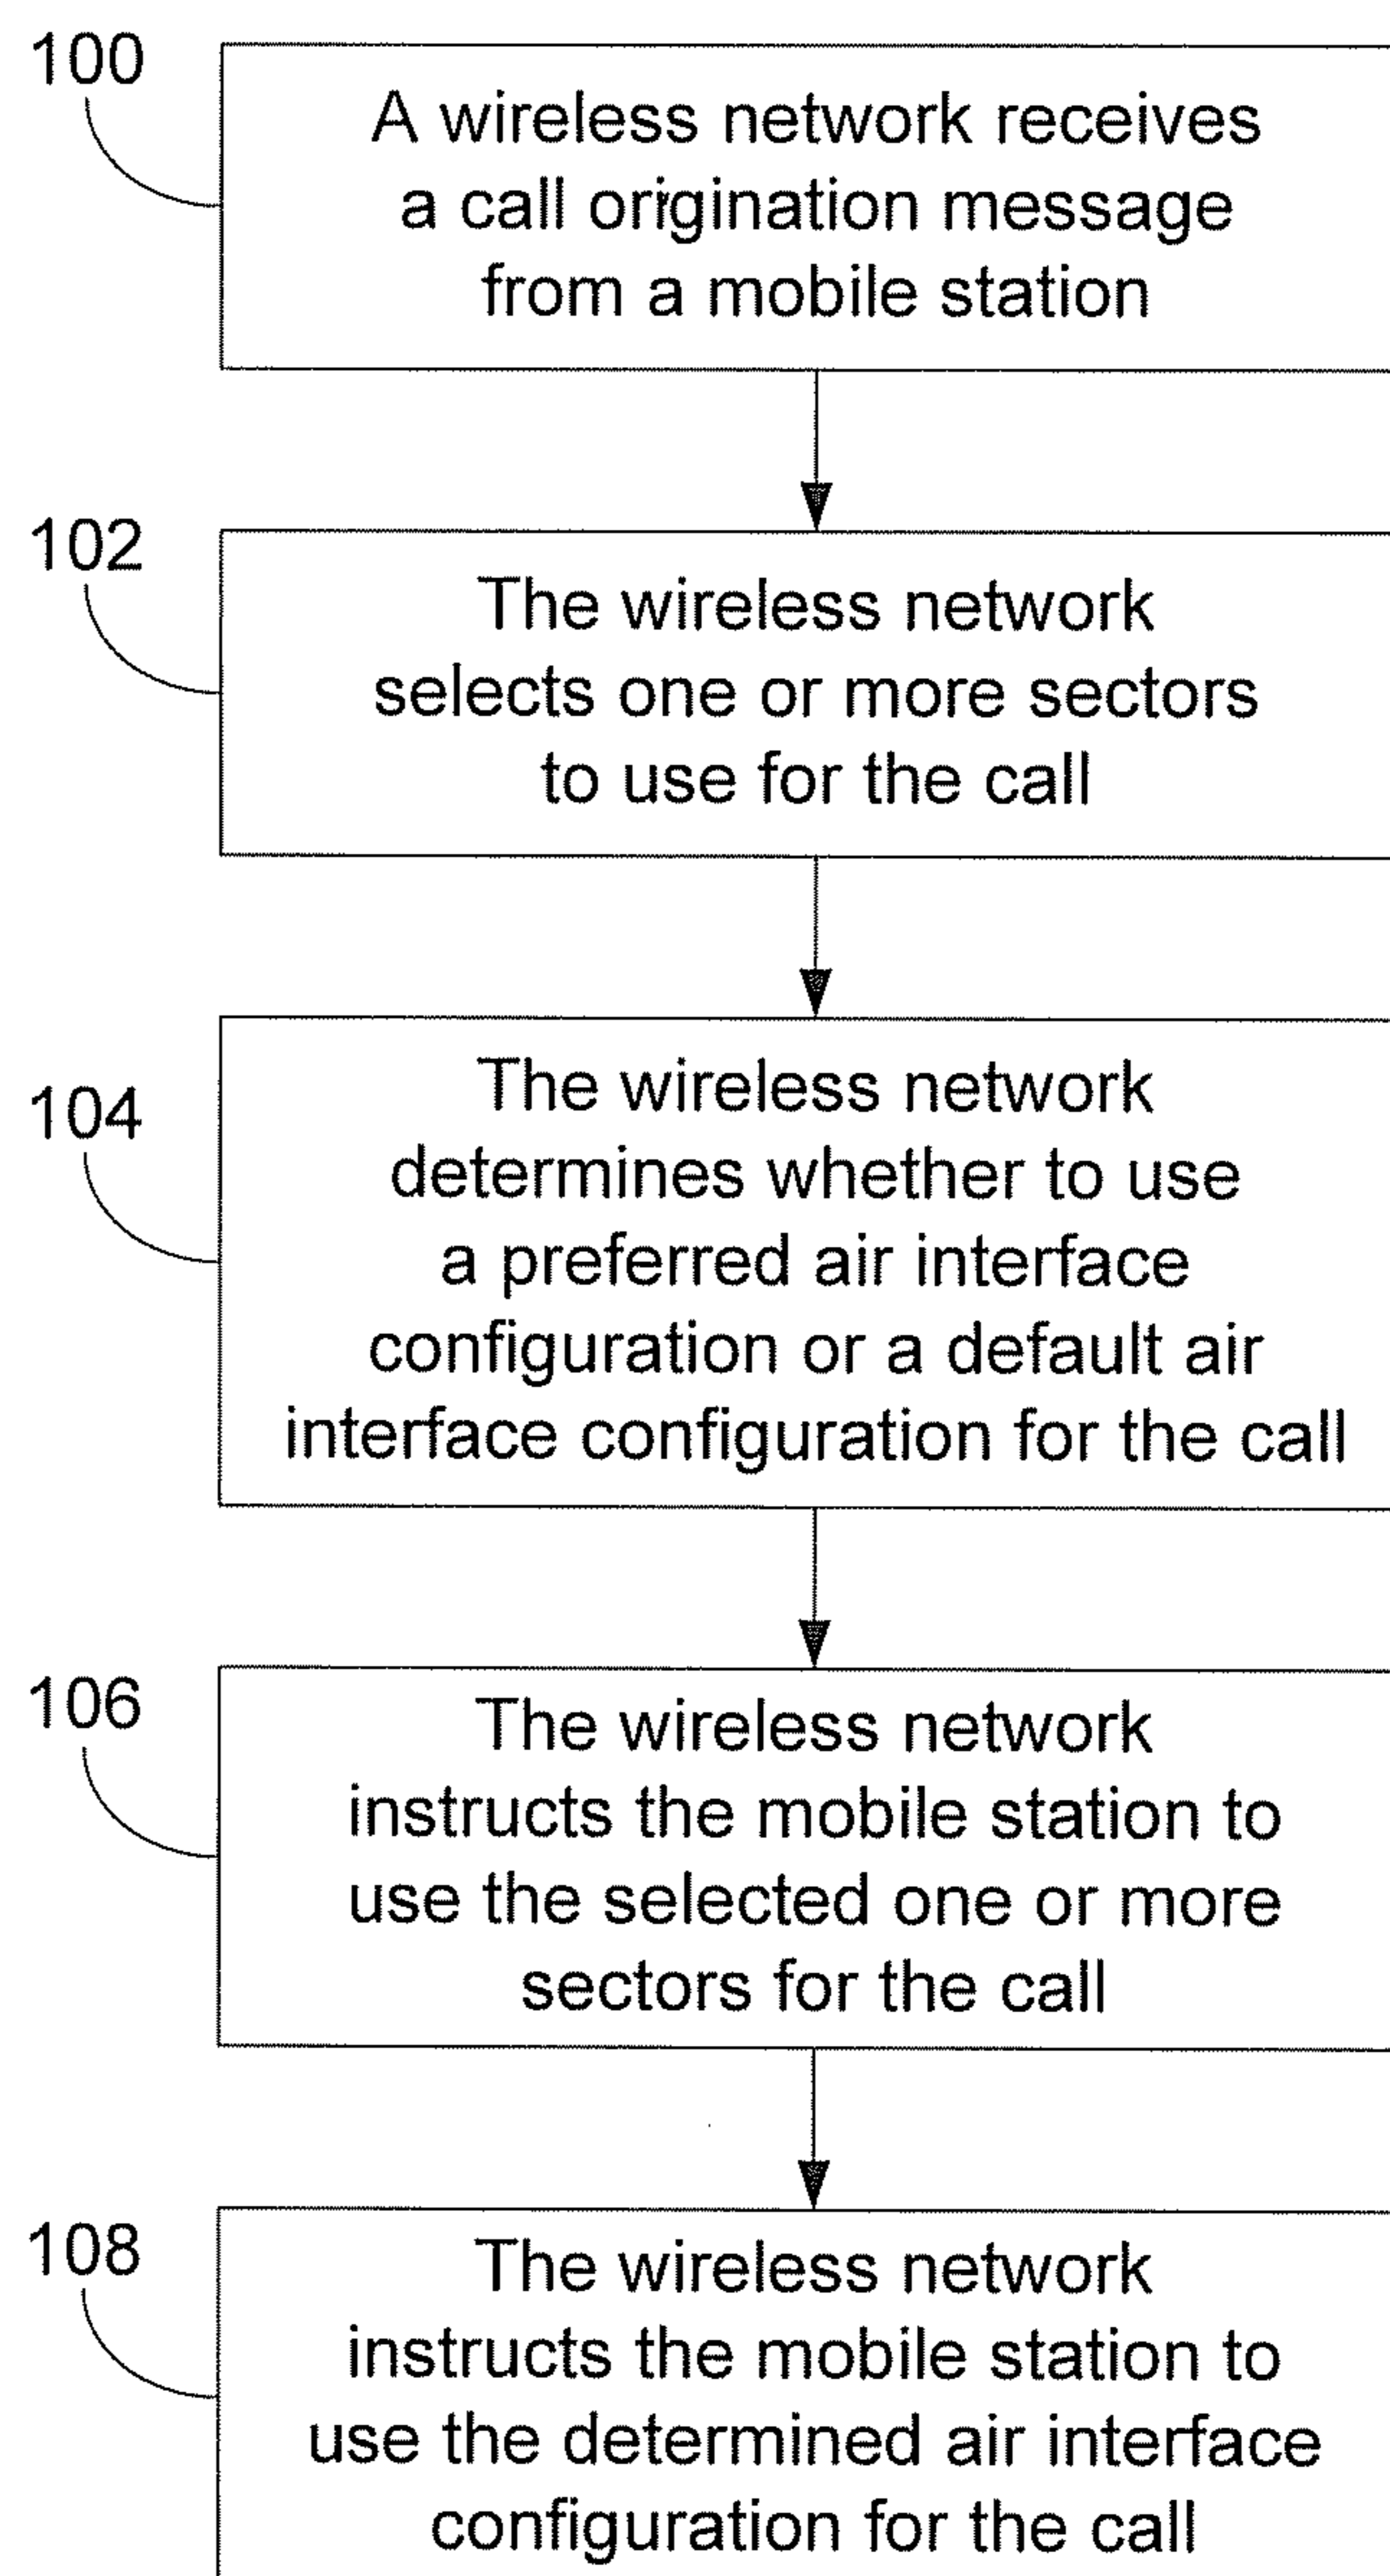 100
A wireless network receives
a call origination message
from a mobile station
102
The wireless network
selects one or more sectors
to use for the call
104
The wireless network
determines whether to use
a preferred air interface
configuration or a default air
interface configuration for the call
106
The wireless network
instructs the mobile station to
use the selected one or more
sectors for the call
108
The wireless network
instructs the mobile station to
use the determined air interface
configuration for the call